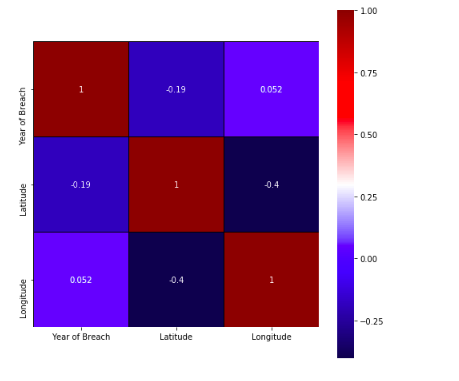 1.00
Year of Breach 1 -0.19 0.052
0.75
0.50
Latitude -0.19 1 -0.4
0.25
0.00
Longitude 0.052 -0.4 1
−0.25
Year of Breach Latitude Longitude